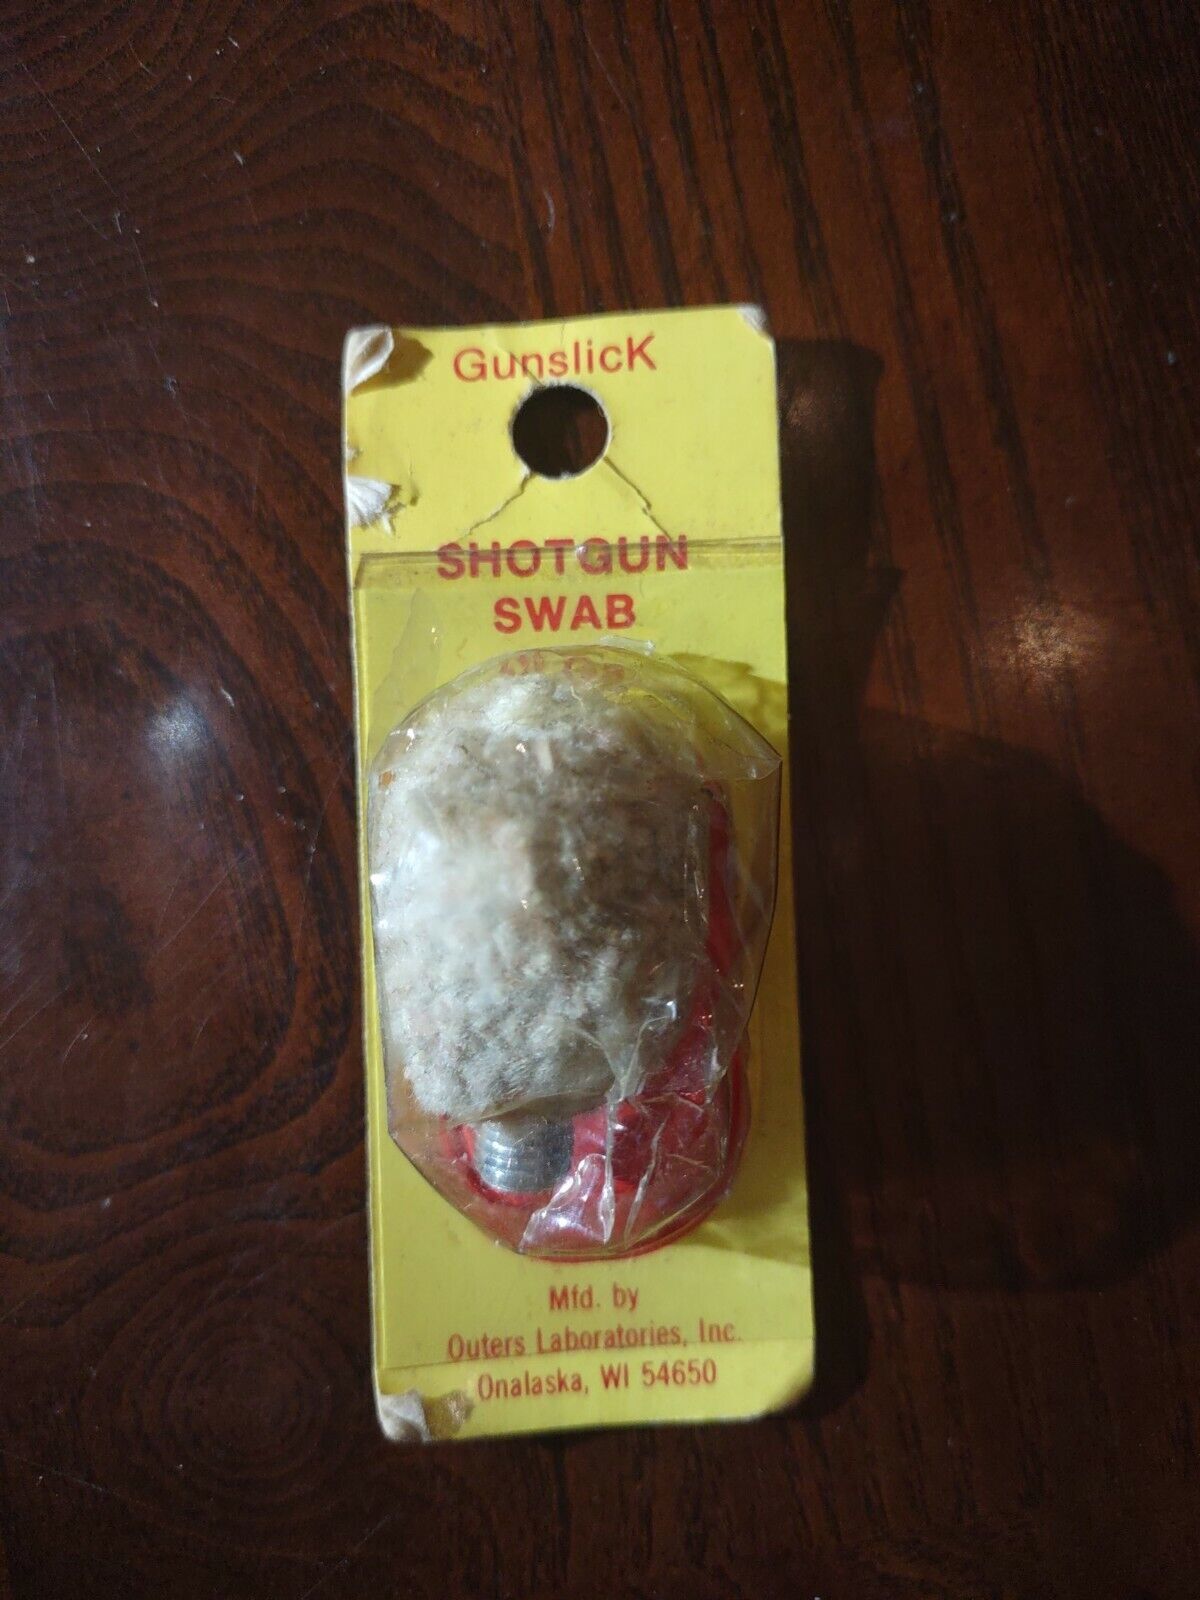 GunslicK
SHOTGUN
SWAB
Mfd. by
Outers Laboratories, Inc.
Onalaska, WI 54650